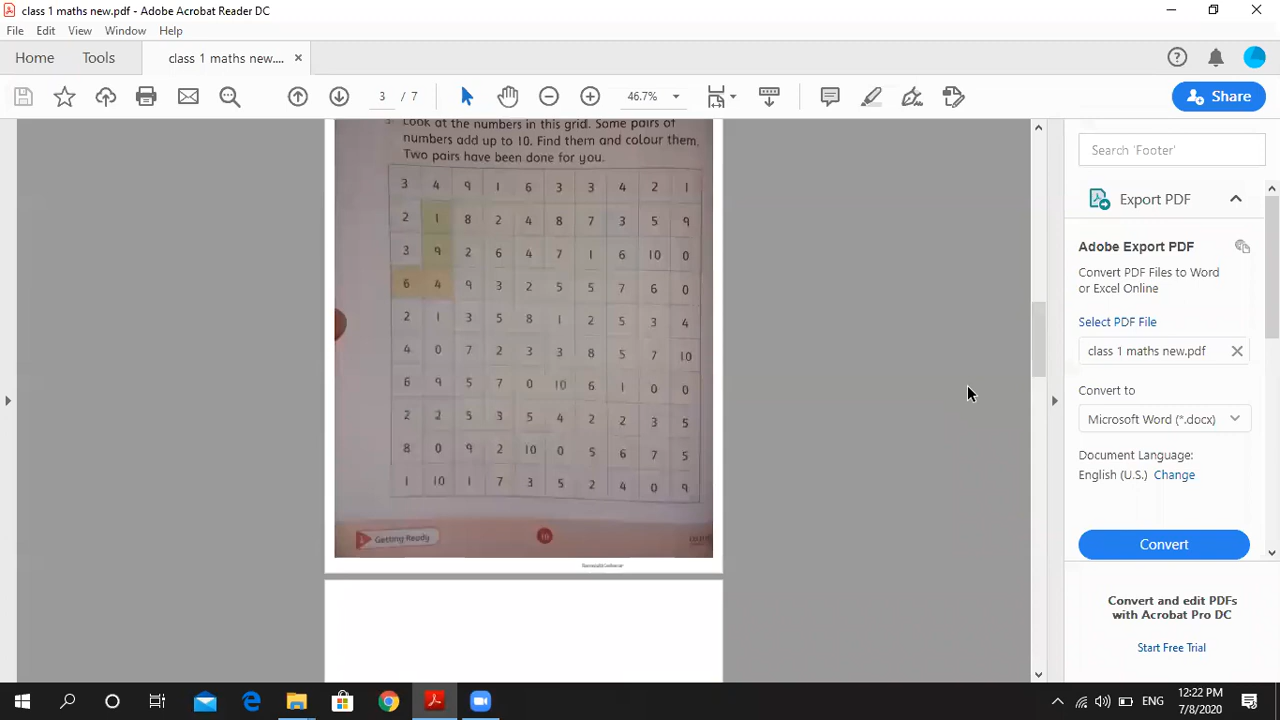 class 1 maths new.pdf - Adobe Acrobat Reader DC
File Edit View Window Help
Home Tools class 1 maths new.... ×
3 / 7 46.7% Share
Look at the numbers in this grid. Some pairs of
numbers add up to 10. Find them and colour them.
Two pairs have been done for you.
3 4 9 1 6 3 3 4 2 1
2 1 8 2 4 8 7 3 5 9
3 9 2 6 4 7 1 6 10 0
6 4 9 3 2 5 5 7 6 0
2 1 3 5 8 1 2 5 3 4
4 0 7 2 3 3 8 5 7 10
6 9 5 7 0 10 6 1 0 0
2 2 5 3 5 4 2 2 3 5
8 0 9 2 10 0 5 6 7 5
1 10 1 7 3 5 2 4 0 9
1 Getting Ready
10
Search 'Footer'
Export PDF
Adobe Export PDF
Convert PDF Files to Word
or Excel Online
Select PDF File
class 1 maths new.pdf
Convert to
Microsoft Word (*.docx)
Document Language:
English (U.S.) Change
Convert
Convert and edit PDFs
with Acrobat Pro DC
Start Free Trial
ENG
12:22 PM
7/8/2020